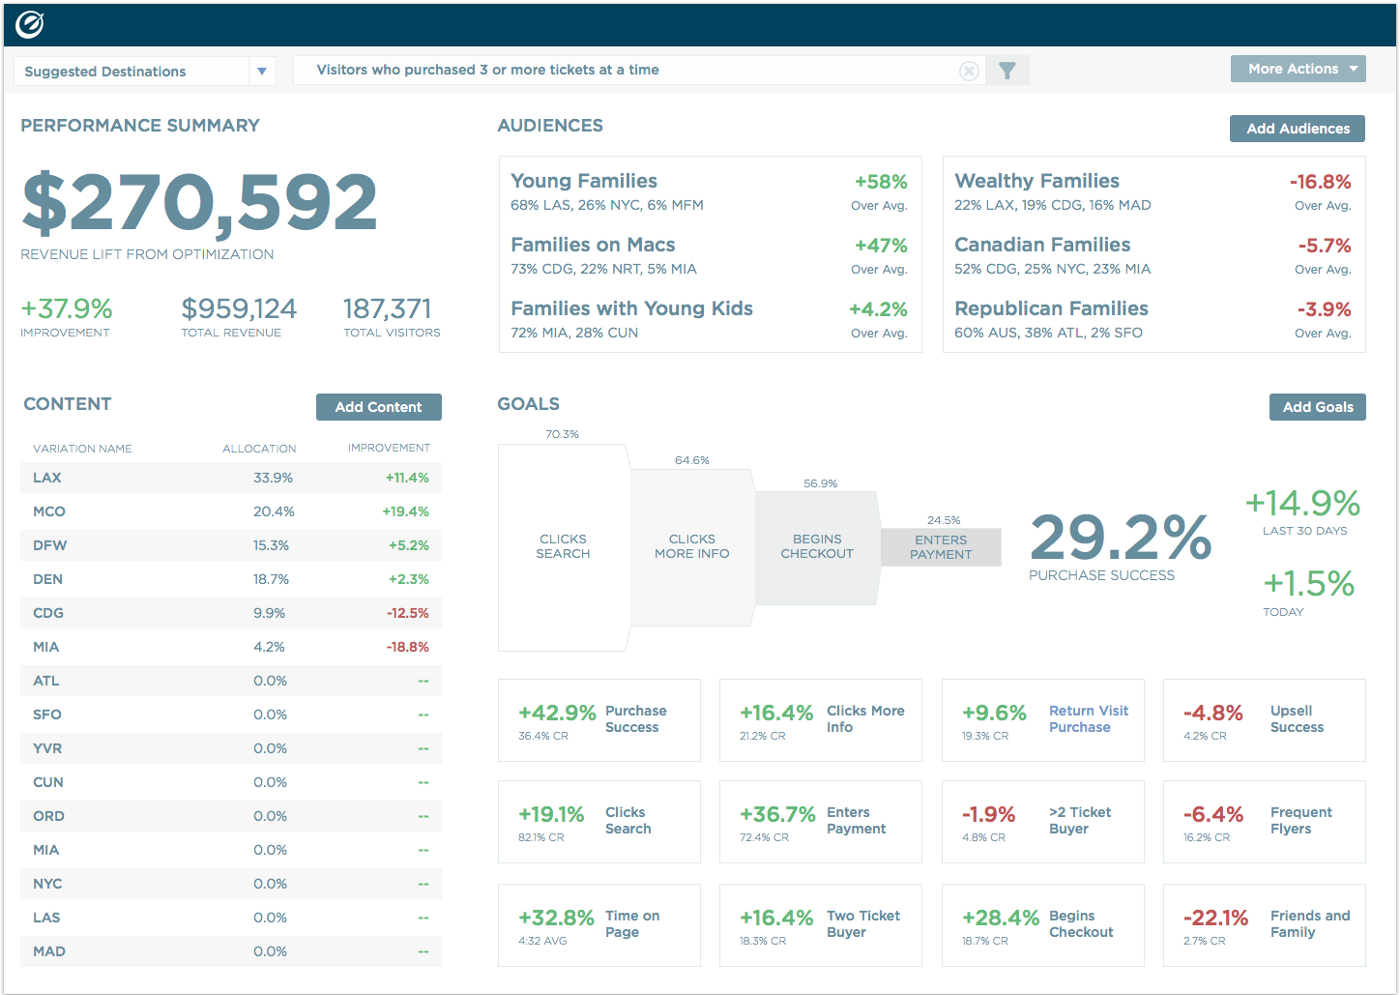 Suggested Destinations
Visitors who purchased 3 or more tickets at a time
More Actions
PERFORMANCE SUMMARY
$270,592
REVENUE LIFT FROM OPTIMIZATION
+37.9% $959,124 187,371
IMPROVEMENT TOTAL REVENUE TOTAL VISITORS
AUDIENCES
Add Audiences
Young Families +58%
68% LAS, 26% NYC, 6% MFM Over Avg.
Families on Macs +47%
73% CDG, 22% NRT, 5% MIA Over Avg.
Families with Young Kids +4.2%
72% MIA, 28% CUN Over Avg.
Wealthy Families -16.8%
22% LAX, 19% CDG, 16% MAD Over Avg.
Canadian Families -5.7%
52% CDG, 25% NYC, 23% MIA Over Avg.
Republican Families -3.9%
60% AUS, 38% ATL, 2% SFO Over Avg.
CONTENT
Add Content
VARIATION NAME ALLOCATION IMPROVEMENT
LAX 33.9% +11.4%
MCO 20.4% +19.4%
DFW 15.3% +5.2%
DEN 18.7% +2.3%
CDG 9.9% -12.5%
MIA 4.2% -18.8%
ATL 0.0% --
SFO 0.0% --
YVR 0.0% --
CUN 0.0% --
ORD 0.0% --
MIA 0.0% --
NYC 0.0% --
LAS 0.0% --
MAD 0.0% --
GOALS
Add Goals
70.3%
CLICKS
SEARCH
64.6%
CLICKS
MORE INFO
56.9%
BEGINS
CHECKOUT
24.5%
ENTERS
PAYMENT
29.2%
PURCHASE SUCCESS
+14.9%
LAST 30 DAYS
+1.5%
TODAY
+42.9% Purchase
Success
36.4% CR
+16.4% Clicks More
Info
21.2% CR
+9.6% Return Visit
Purchase
19.3% CR
-4.8% Upsell
Success
4.2% CR
+19.1% Clicks
Search
82.1% CR
+36.7% Enters
Payment
72.4% CR
-1.9% >2 Ticket
Buyer
4.8% CR
-6.4% Frequent
Flyers
16.2% CR
+32.8% Time on
Page
4:32 AVG
+16.4% Two Ticket
Buyer
18.3% CR
+28.4% Begins
Checkout
18.7% CR
-22.1% Friends and
Family
2.7% CR